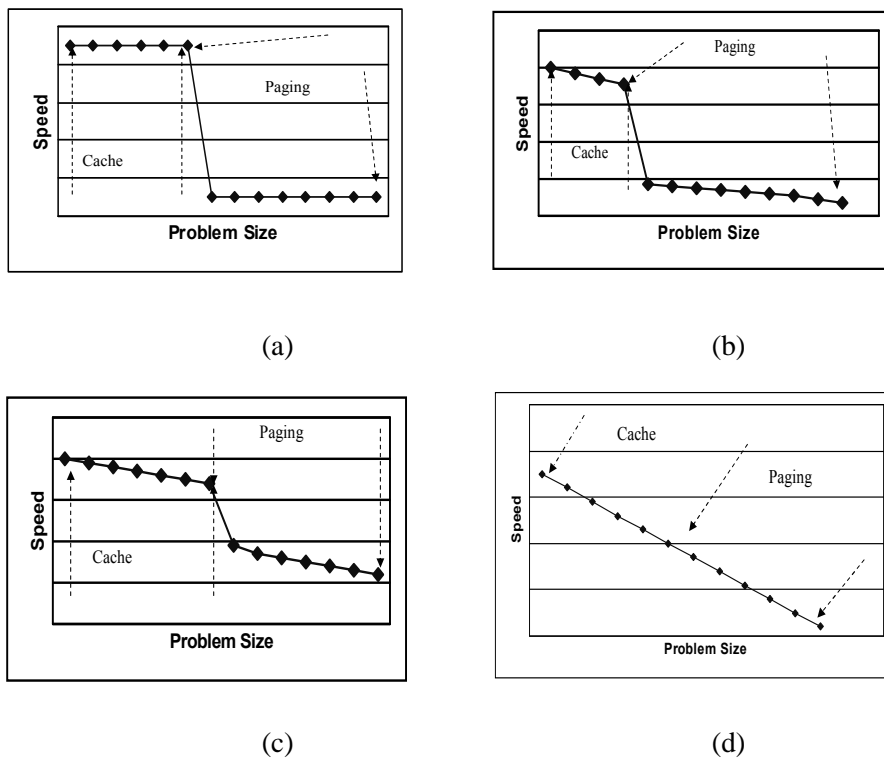 Speed
Paging
Cache
Problem Size
(a)
Speed
Paging
Cache
Problem Size
(b)
Speed
Paging
Cache
Problem Size
(c)
Speed
Cache
Paging
Problem Size
(d)